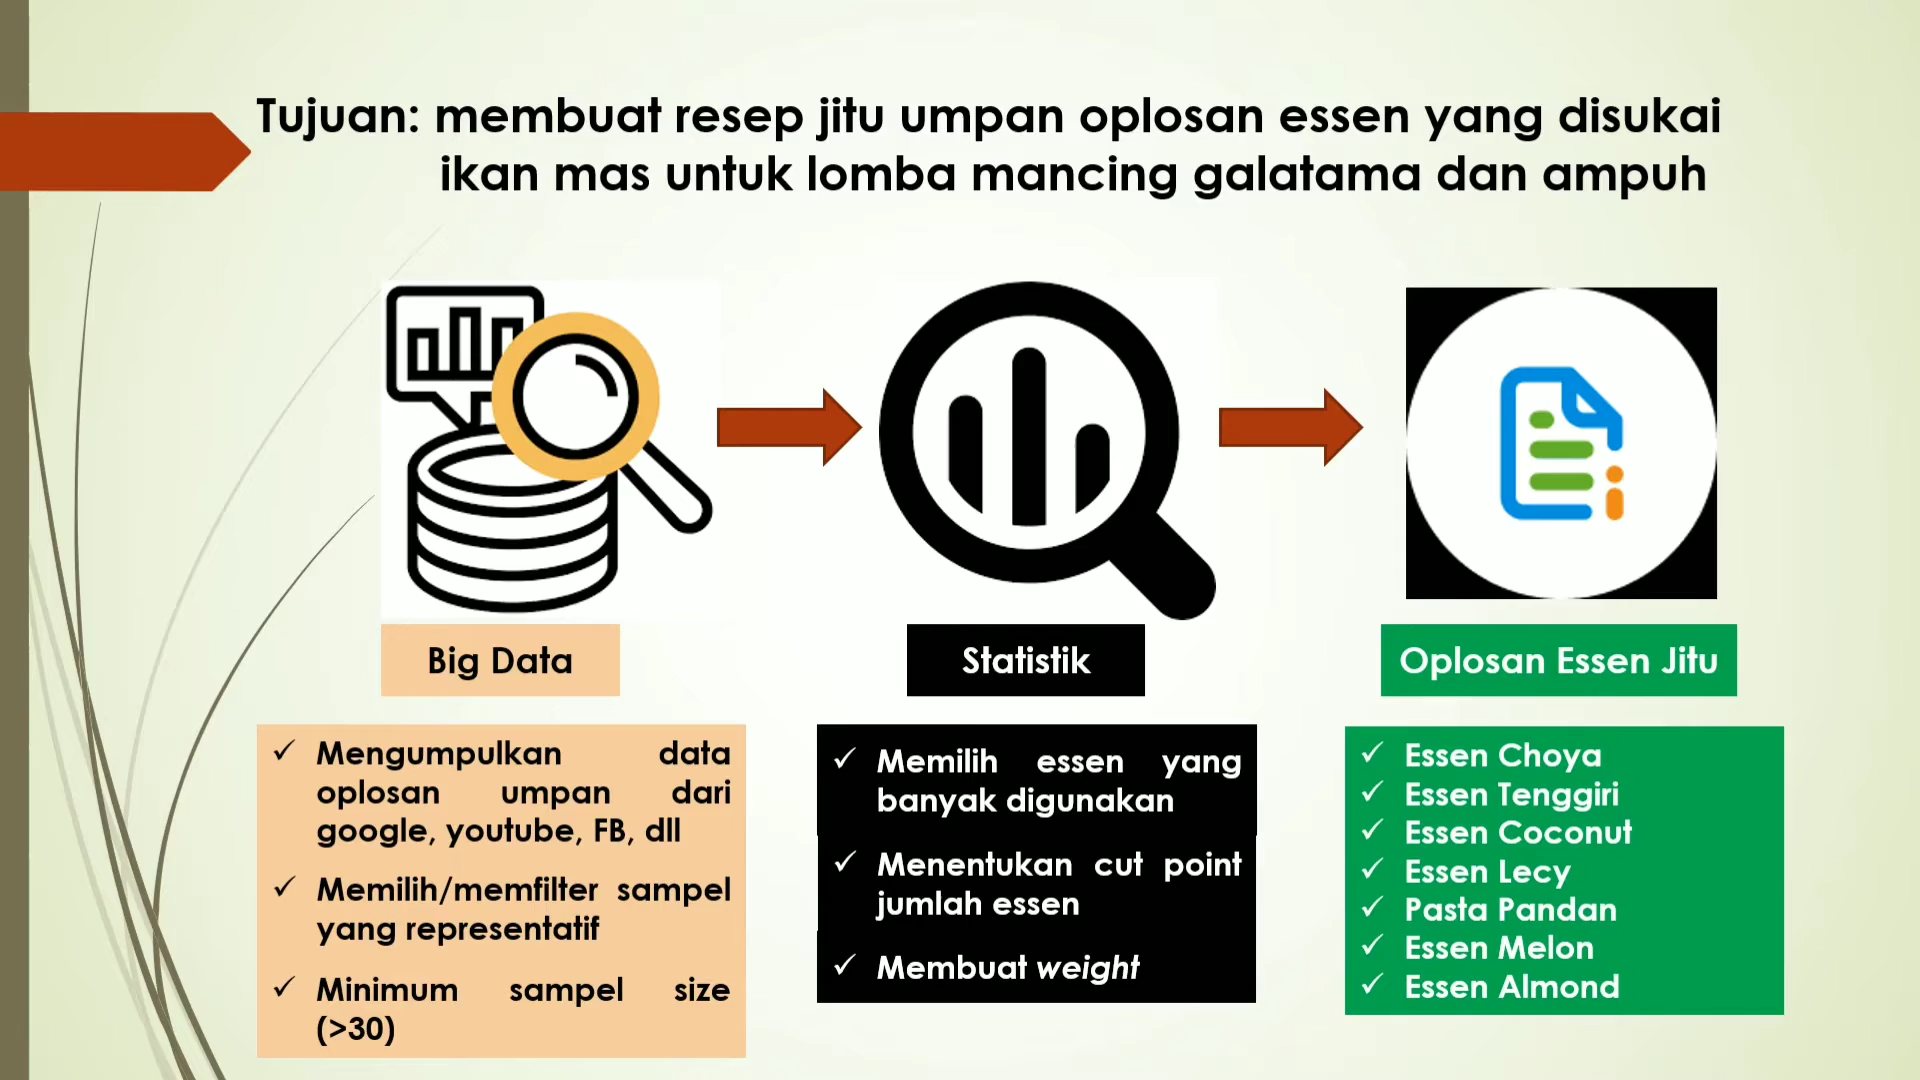 Tujuan: membuat resep jitu umpan oplosan essen yang disukai
ikan mas untuk lomba mancing galatama dan ampuh
Big Data
✓ Mengumpulkan data
oplosan umpan dari
google, youtube, FB, dll
✓ Memilih/memfilter sampel
yang representatif
✓ Minimum sampel size
(>30)
Statistik
✓ Memilih essen yang
banyak digunakan
✓ Menentukan cut point
jumlah essen
✓ Membuat weight
Oplosan Essen Jitu
✓ Essen Choya
✓ Essen Tenggiri
✓ Essen Coconut
✓ Essen Lecy
✓ Pasta Pandan
✓ Essen Melon
✓ Essen Almond